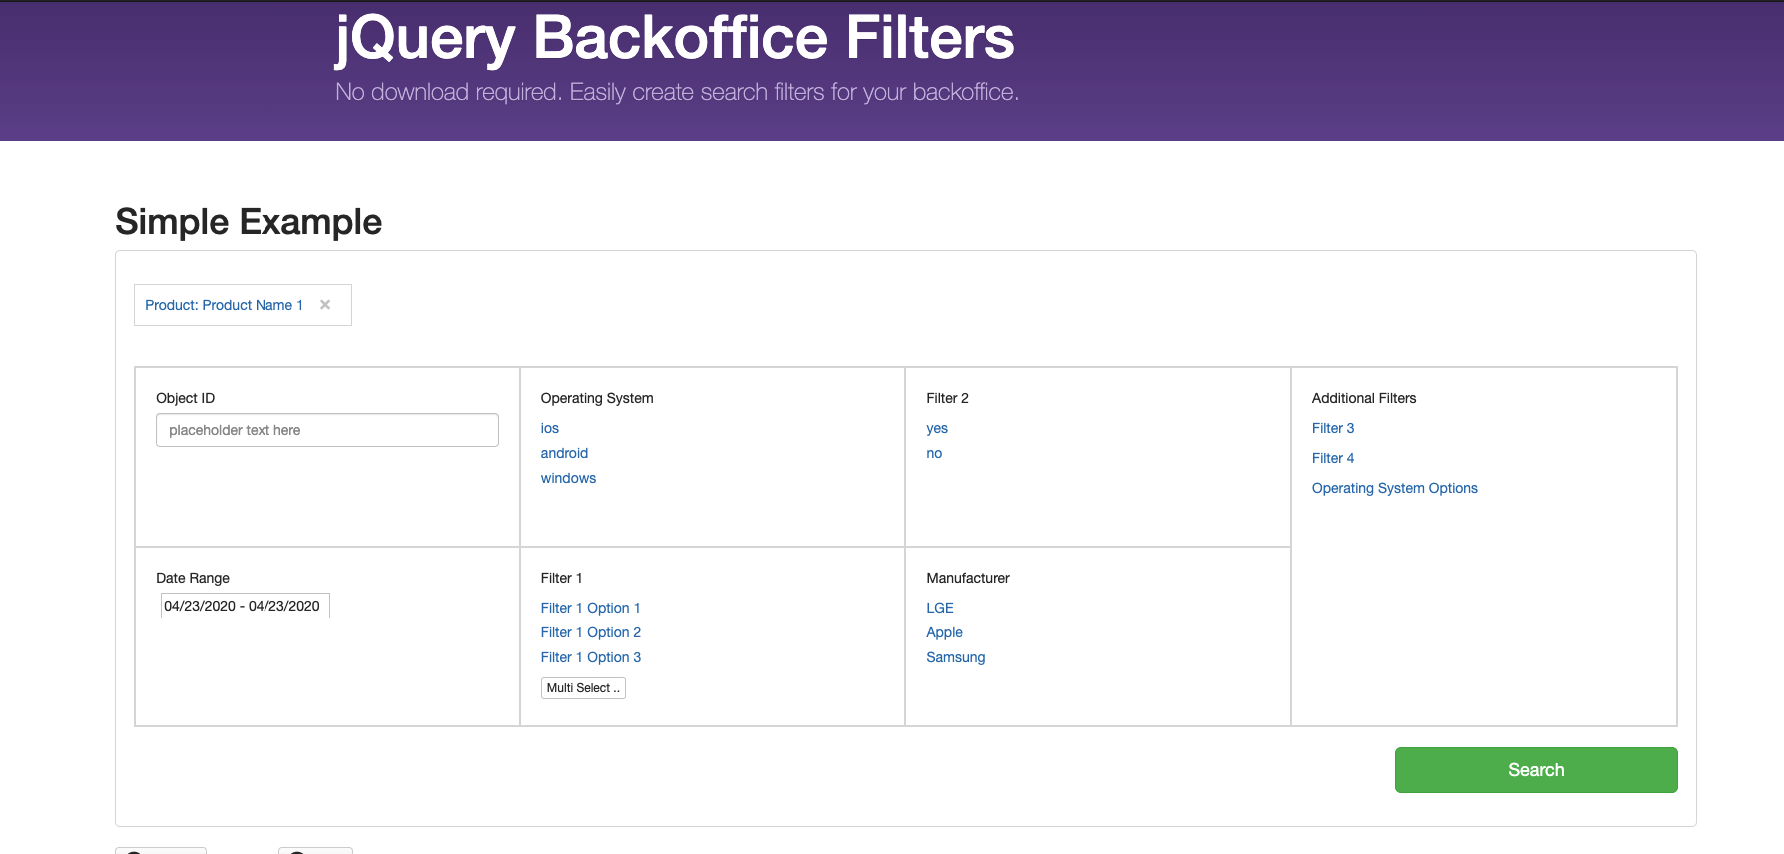 jQuery Backoffice Filters
No download required. Easily create search filters for your backoffice.
Simple Example
Product: Product Name 1 ×
Object ID
placeholder text here
Operating System
ios
android
windows
Filter 2
yes
no
Additional Filters
Filter 3
Filter 4
Operating System Options
Date Range
04/23/2020 - 04/23/2020
Filter 1
Filter 1 Option 1
Filter 1 Option 2
Filter 1 Option 3
Multi Select ..
Manufacturer
LGE
Apple
Samsung
Search